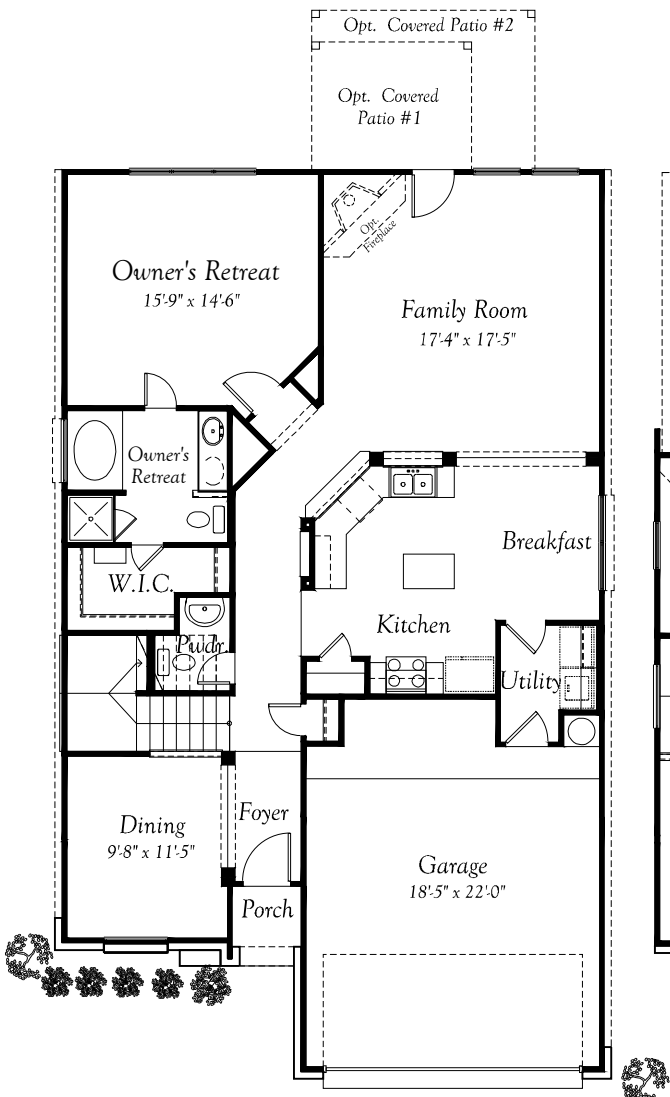 Opt. Covered Patio #2
Opt. Covered
Patio #1
Opt.
Fireplace
Owner's Retreat
15'-9" x 14'-6"
Family Room
17'-4" x 17'-5"
Owner's
Retreat
Breakfast
W.I.C.
Kitchen
Pwdr.
Utility
Foyer
Dining
9'-8" x 11'-5"
Garage
18'-5" x 22'-0"
Porch